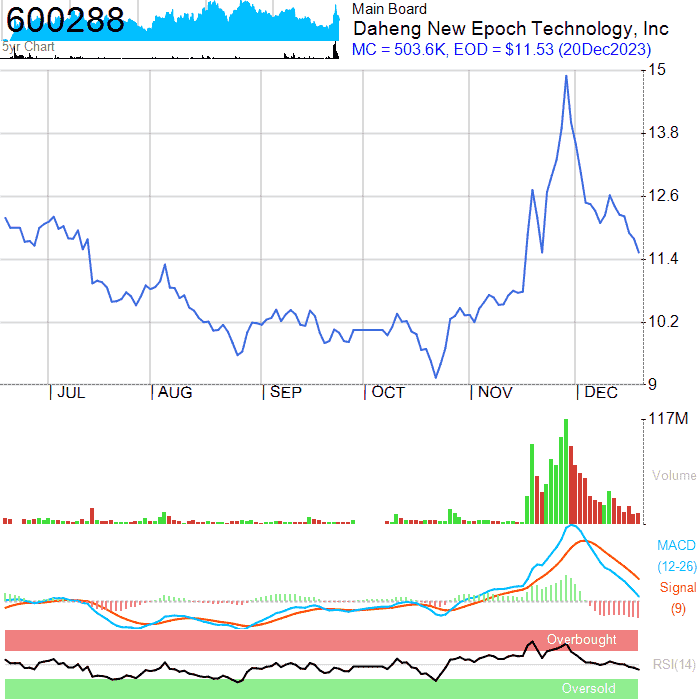 600288
5yr Chart
Main Board
Daheng New Epoch Technology, Inc
MC = 503.6K, EOD = $11.53 (20Dec2023)
15
13.8
12.6
11.4
10.2
9
JUL AUG SEP OCT NOV DEC
117M
Volume
MACD
(12-26)
Signal
(9)
Overbought
RSI(14)
Oversold